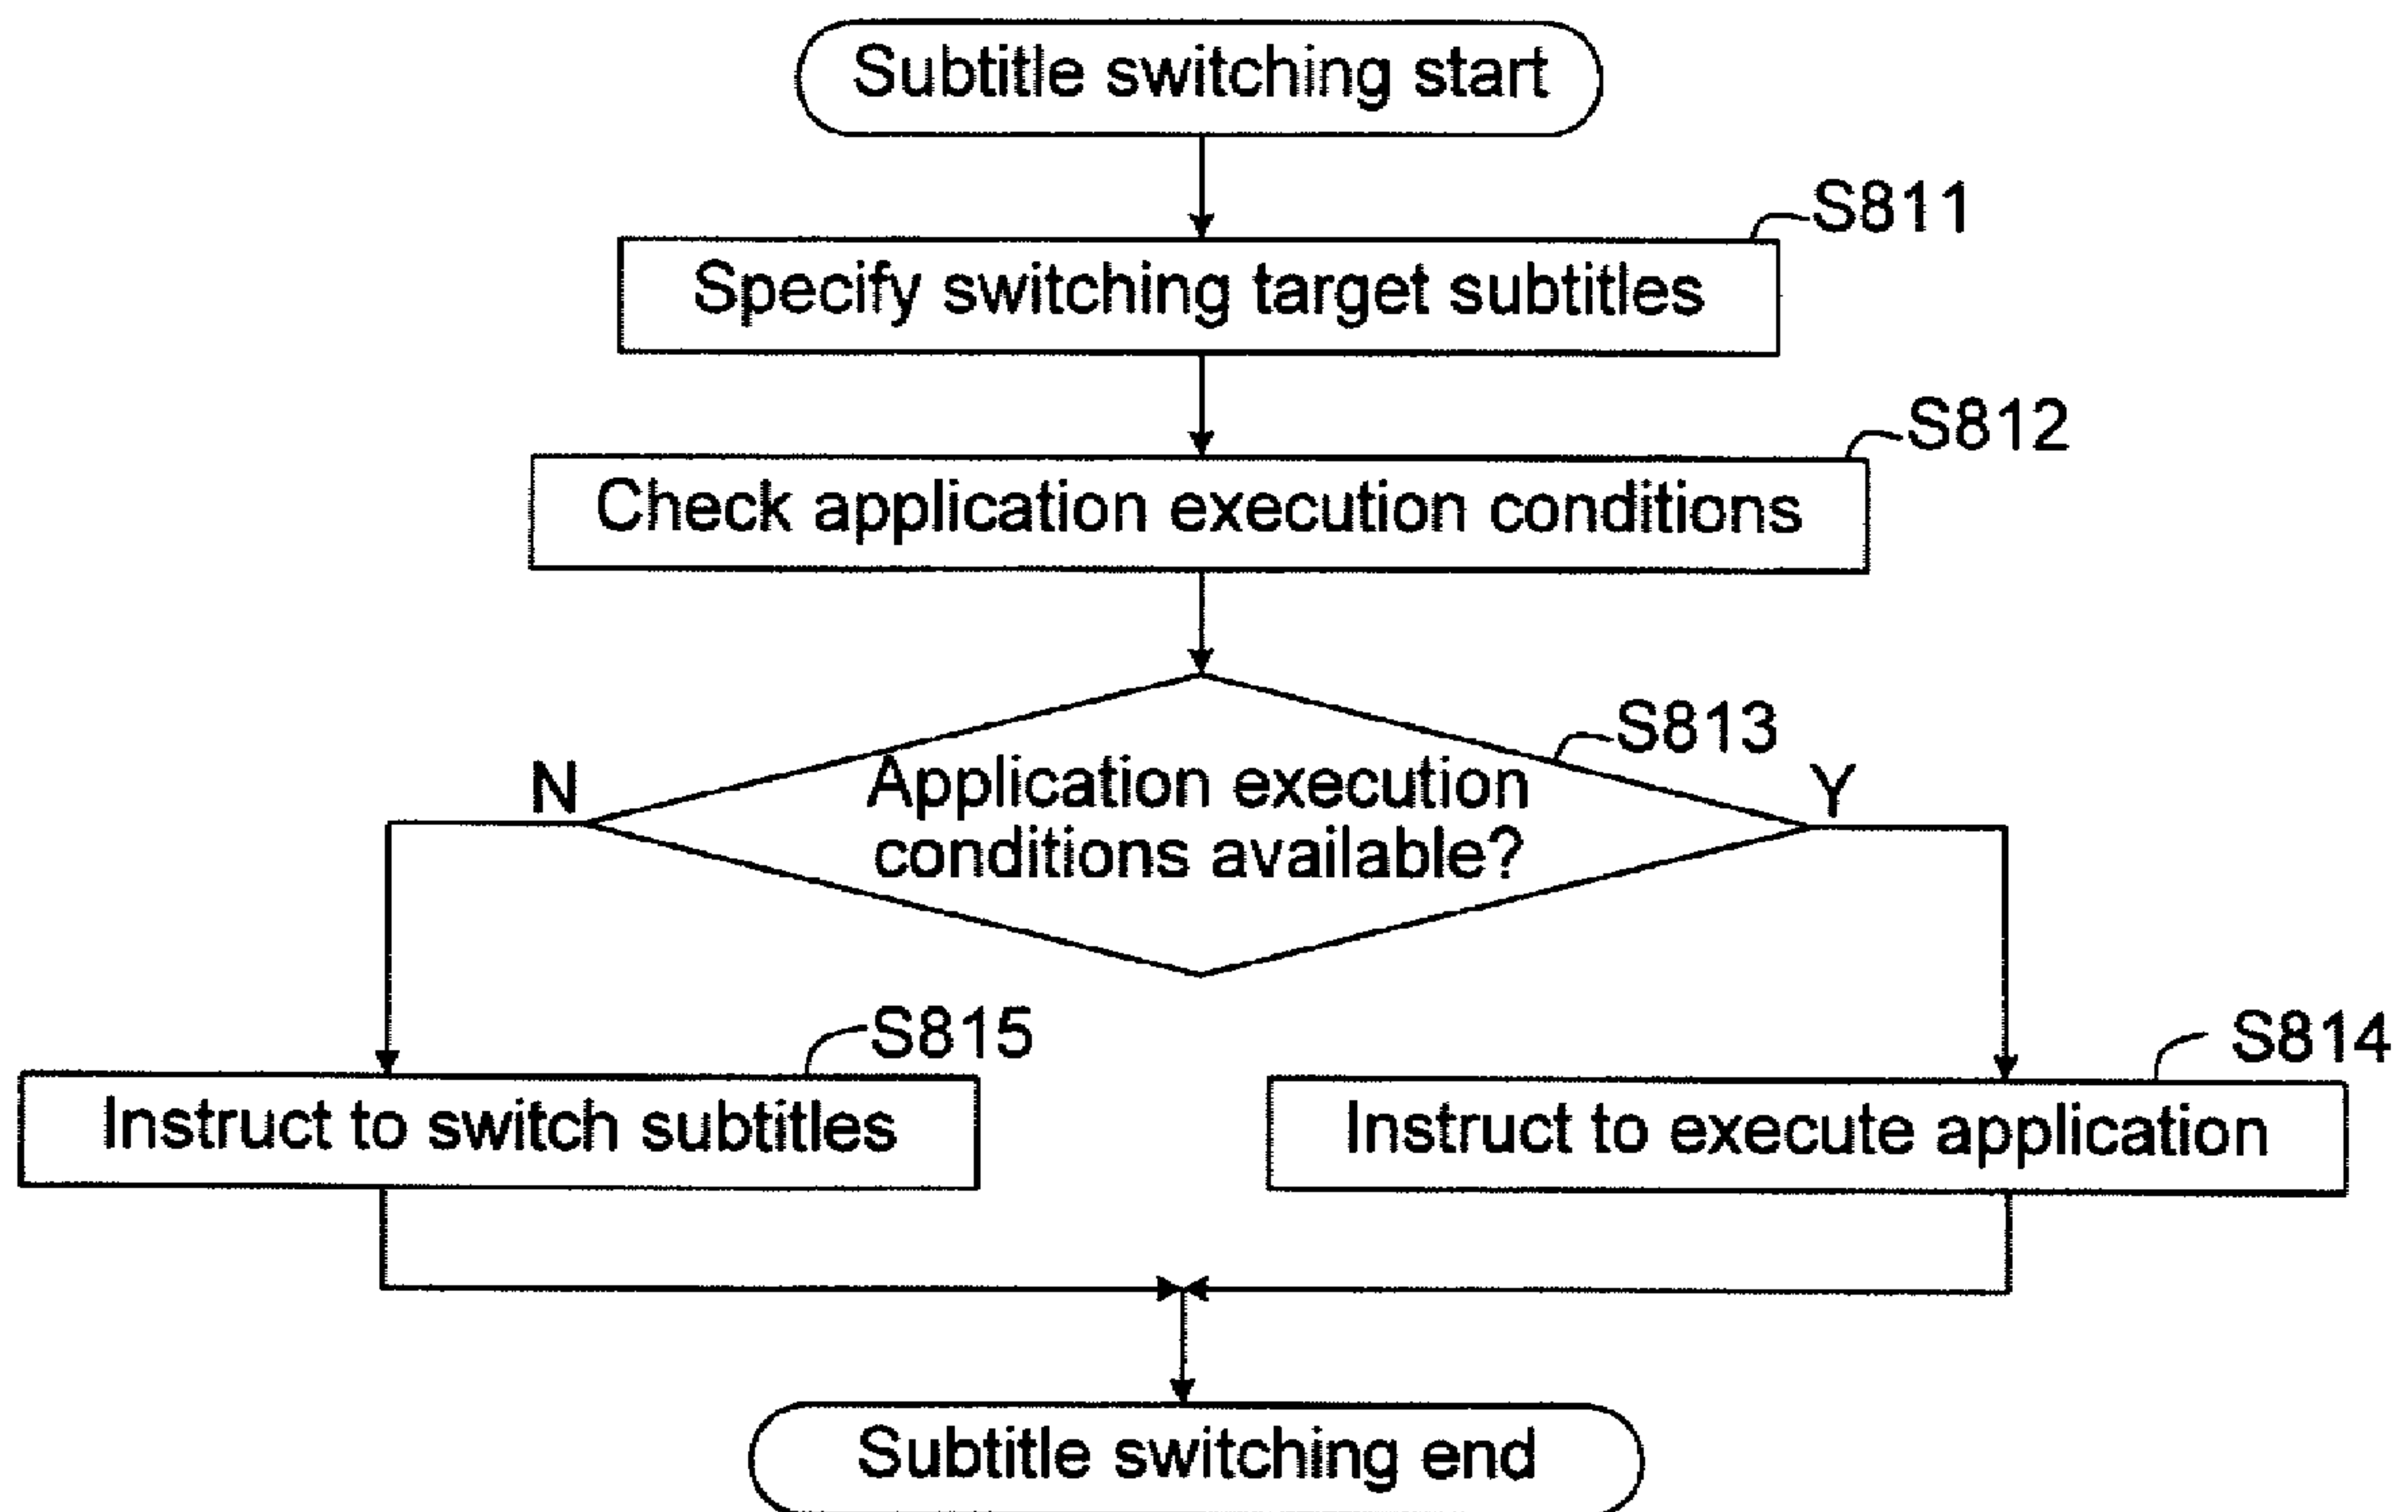 Subtitle switching start
S811
Specify switching target subtitles
S812
Check application execution conditions
S813
N
Application execution
Y
conditions available?
S815
S814
Instruct to switch subtitles
Instruct to execute application
Subtitle switching end